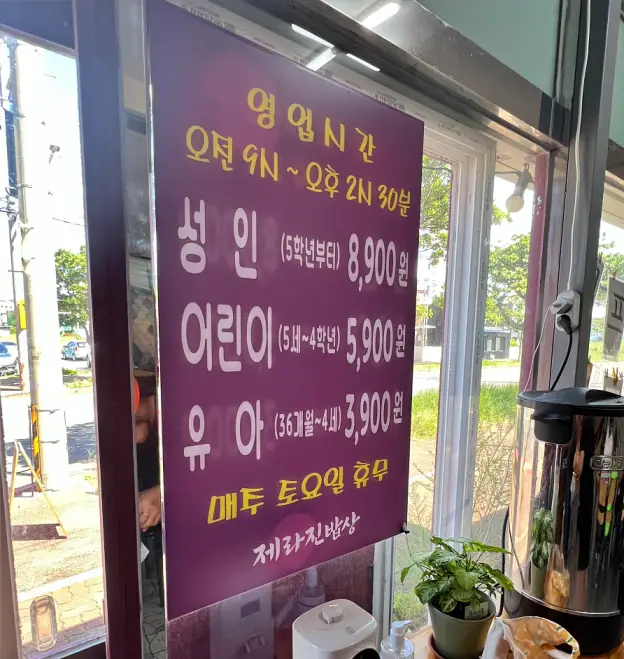 영업시간
오전 9시 ~ 오후 2시 30분
성인 (5학년부터) 8,900원
어린이 (5세~4학년) 5,900원
유아 (36개월~4세) 3,900원
매주 토요일 휴무
제라진밥상